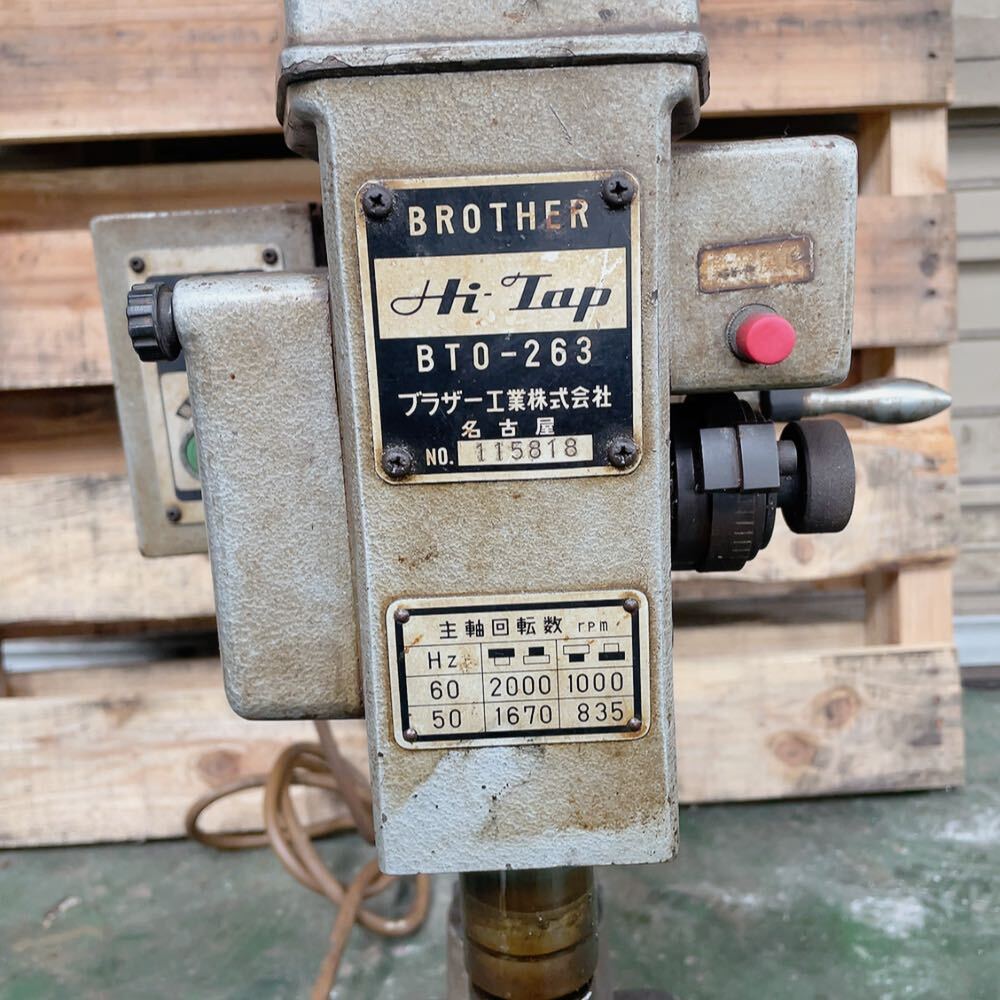 BROTHER
Hi-Tap
BTO-263
ブラザー工業株式会社
名古屋
NO. 115818
主軸回転数 rpm
Hz
60 2000 1000
50 1670 835